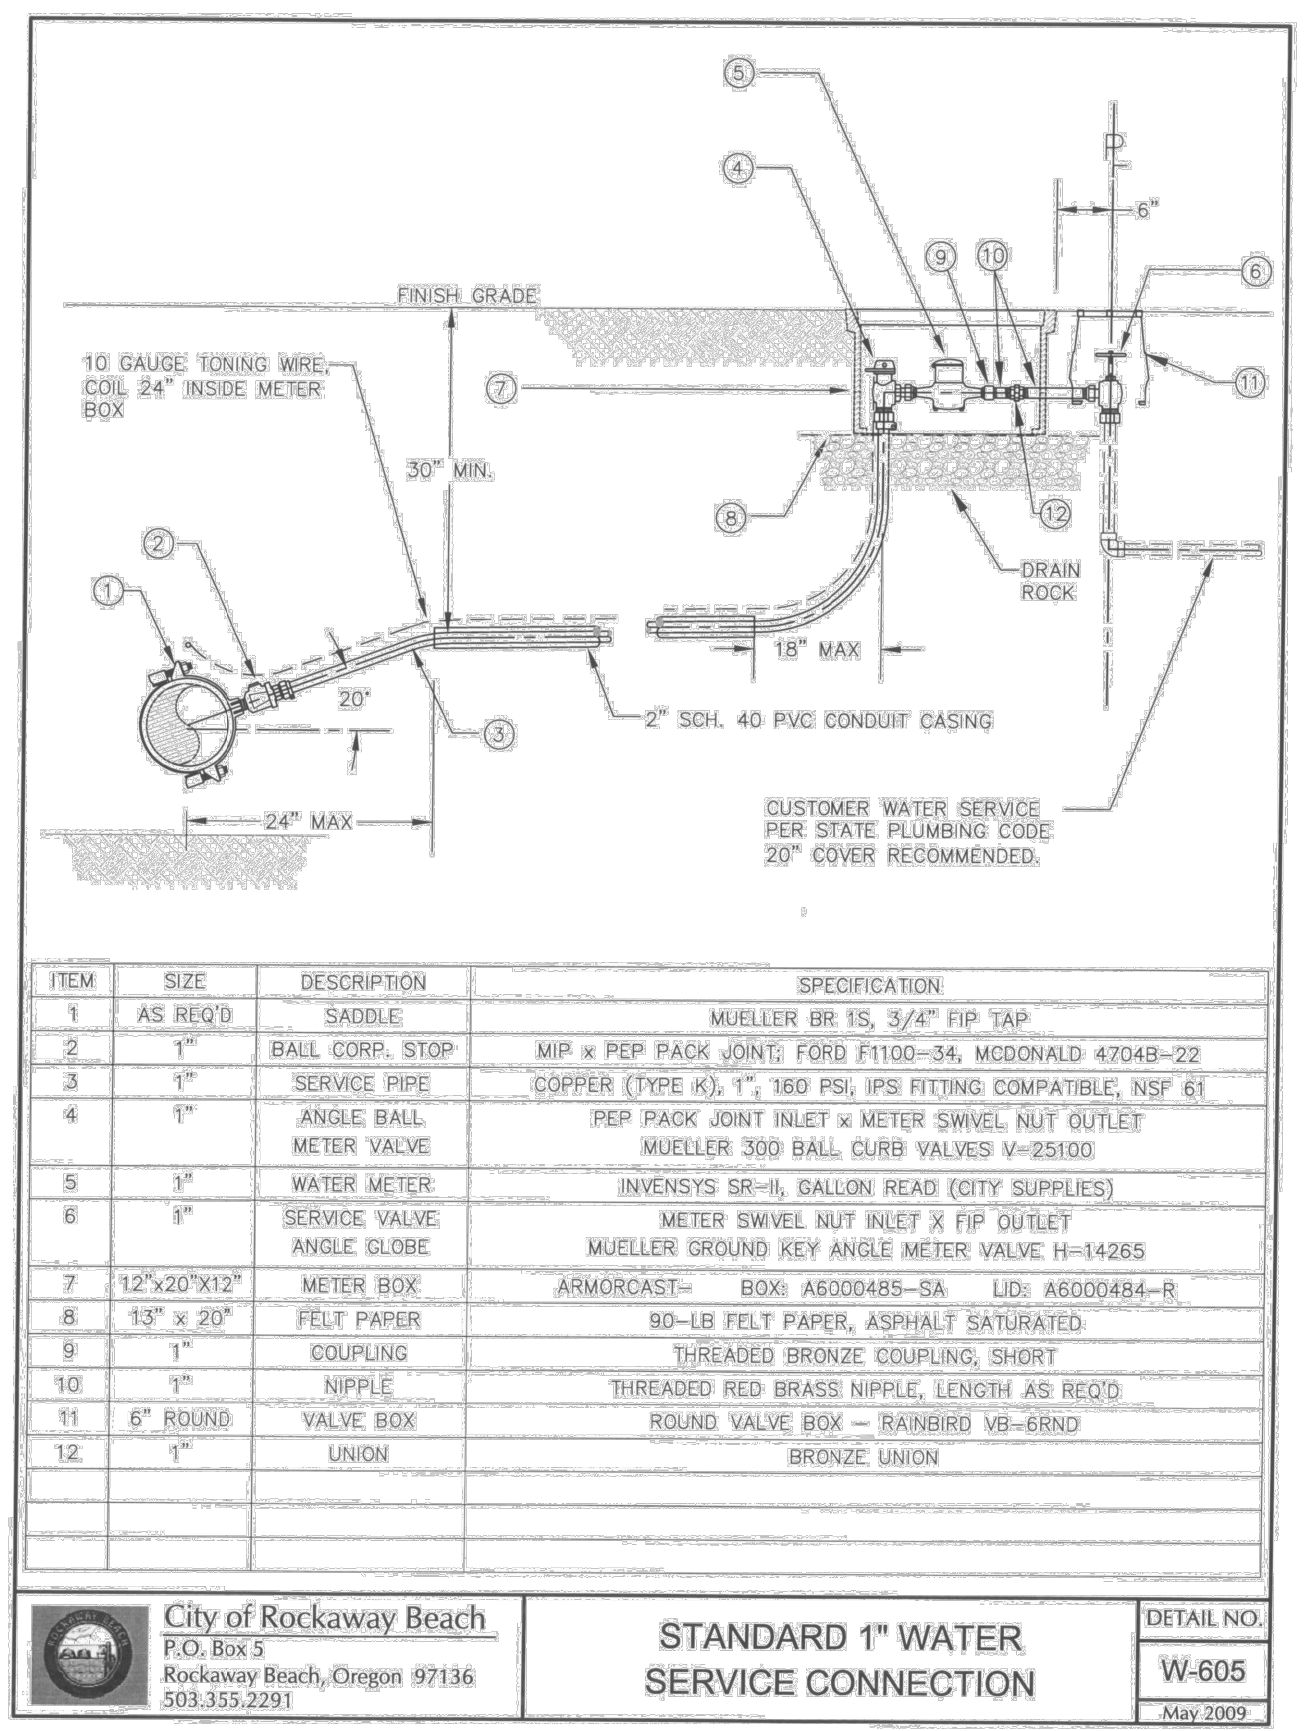 5
4
6"
9
10
6
FINISH GRADE
10 GAUGE TONING WIRE,
COIL 24" INSIDE METER
BOX
7
11
30" MIN.
8
12
2
1
DRAIN
ROCK
18" MAX
20°
2" SCH. 40 PVC CONDUIT CASING
3
24" MAX
CUSTOMER WATER SERVICE
PER STATE PLUMBING CODE
20" COVER RECOMMENDED.
ITEM SIZE DESCRIPTION SPECIFICATION
1 AS REQ'D SADDLE MUELLER BR 1S, 3/4" FIP TAP
2 1" BALL CORP. STOP MIP x PEP PACK JOINT; FORD F1100-34, MCDONALD 4704B-22
3 1" SERVICE PIPE COPPER (TYPE K), 1", 160 PSI, IPS FITTING COMPATIBLE, NSF 61
4 1" ANGLE BALL PEP PACK JOINT INLET x METER SWIVEL NUT OUTLET
METER VALVE MUELLER 300 BALL CURB VALVES V-25100
5 1" WATER METER INVENSYS SR-II, GALLON READ (CITY SUPPLIES)
6 1" SERVICE VALVE METER SWIVEL NUT INLET X FIP OUTLET
ANGLE GLOBE MUELLER GROUND KEY ANGLE METER VALVE H-14265
7 12"x20"X12" METER BOX ARMORCAST- BOX: A6000485-SA LID: A6000484-R
8 13" x 20" FELT PAPER 90-LB FELT PAPER, ASPHALT SATURATED
9 1" COUPLING THREADED BRONZE COUPLING, SHORT
10 1" NIPPLE THREADED RED BRASS NIPPLE, LENGTH AS REQ'D
11 6" ROUND VALVE BOX ROUND VALVE BOX - RAINBIRD VB-6RND
12 1" UNION BRONZE UNION
ROCKAWAY BEACH
City of Rockaway Beach
P.O. Box 5
Rockaway Beach, Oregon 97136
503.355.2291
STANDARD 1" WATER
SERVICE CONNECTION
DETAIL NO.
W-605
May 2009